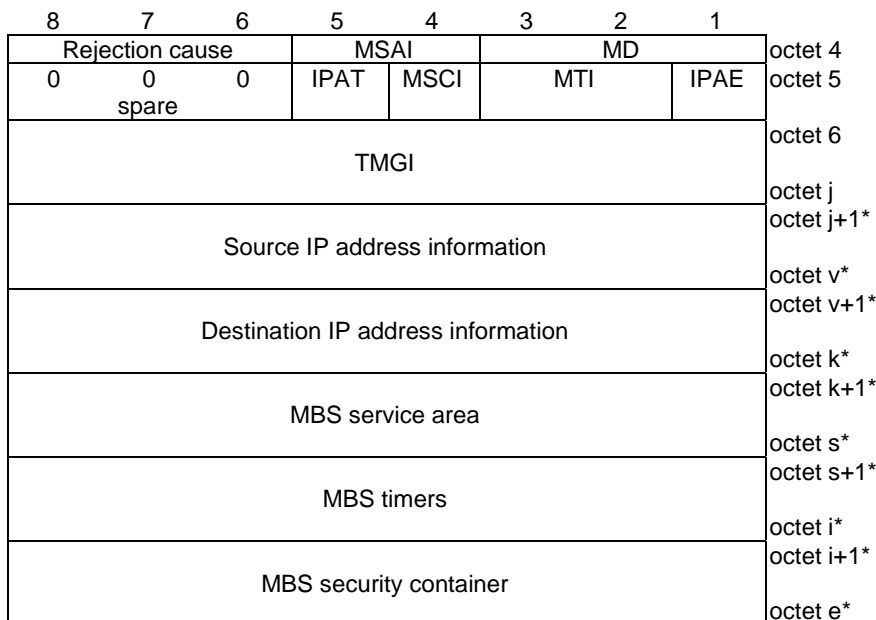 8 7 6 5 4 3 2 1
Rejection cause MSAI MD octet 4
0 0 0 IPAT MSCI MTI IPAE octet 5
spare
octet 6
TMGI
octet j
octet j+1*
Source IP address information
octet v*
octet v+1*
Destination IP address information
octet k*
octet k+1*
MBS service area
octet s*
octet s+1*
MBS timers
octet i*
octet i+1*
MBS security container
octet e*